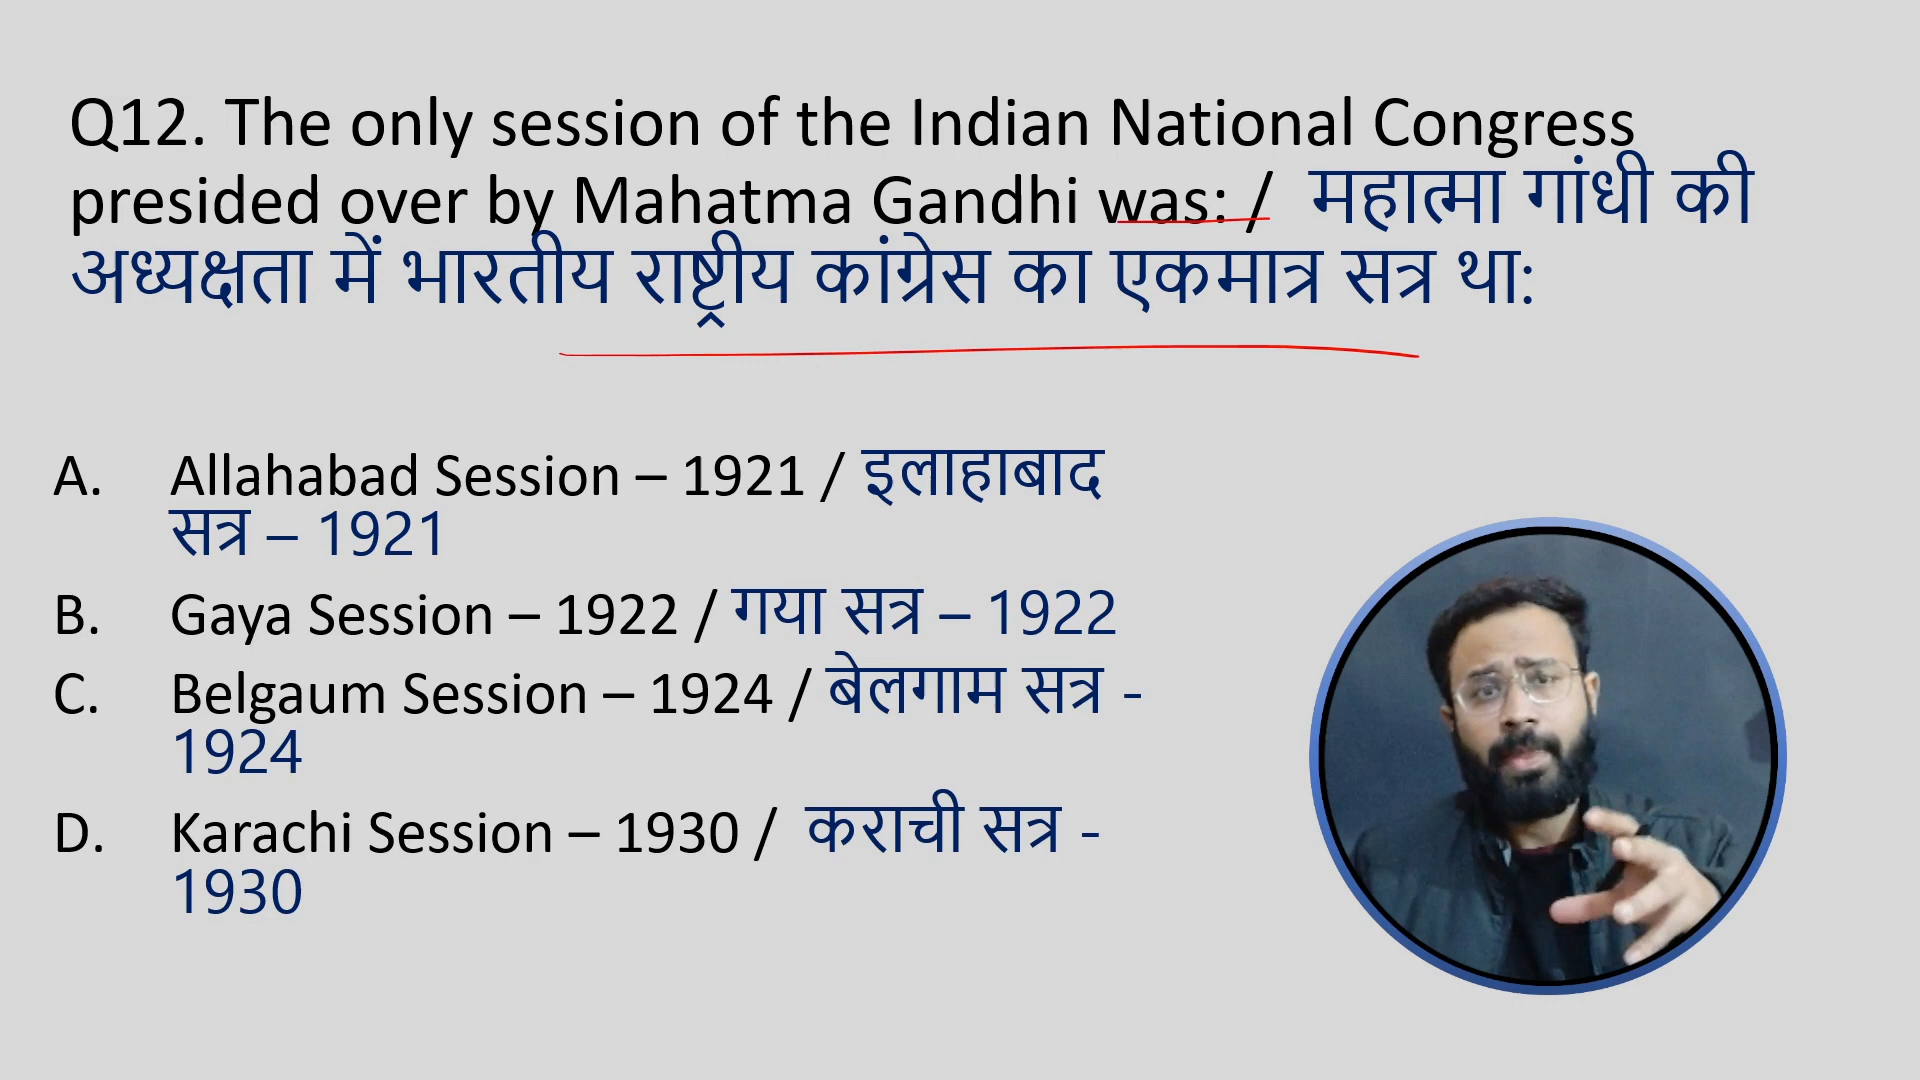 Q12. The only session of the Indian National Congress
presided over by Mahatma Gandhi was: / महात्मा गांधी की
अध्यक्षता में भारतीय राष्ट्रीय कांग्रेस का एकमात्र सत्र था:
A. Allahabad Session – 1921 / इलाहाबाद
सत्र – 1921
B. Gaya Session – 1922 / गया सत्र – 1922
C. Belgaum Session – 1924 / बेलगाम सत्र -
1924
D. Karachi Session – 1930 / कराची सत्र -
1930